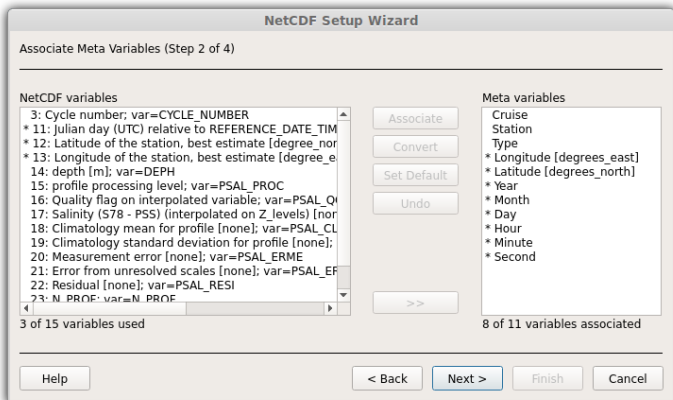 NetCDF Setup Wizard
Associate Meta Variables (Step 2 of 4)
NetCDF variables
3: Cycle number; var=CYCLE_NUMBER
* 11: Julian day (UTC) relative to REFERENCE_DATE_TIM
* 12: Latitude of the station, best estimate [degree_nor
* 13: Longitude of the station, best estimate [degree_e
14: depth [m]; var=DEPH
15: profile processing level; var=PSAL_PROC
16: Quality flag on interpolated variable; var=PSAL_Q
17: Salinity (S78 - PSS) (interpolated on Z_levels) [nor
18: Climatology mean for profile [none]; var=PSAL_CL
19: Climatology standard deviation for profile [none];
20: Measurement error [none]; var=PSAL_ERME
21: Error from unresolved scales [none]; var=PSAL_ER
22: Residual [none]; var=PSAL_RESI
23: N_PROF; var=N_PROF
3 of 15 variables used
Associate
Convert
Set Default
Undo
>>
Meta variables
Cruise
Station
Type
* Longitude [degrees_east]
* Latitude [degrees_north]
* Year
* Month
* Day
* Hour
* Minute
* Second
8 of 11 variables associated
Help
< Back
Next >
Finish
Cancel